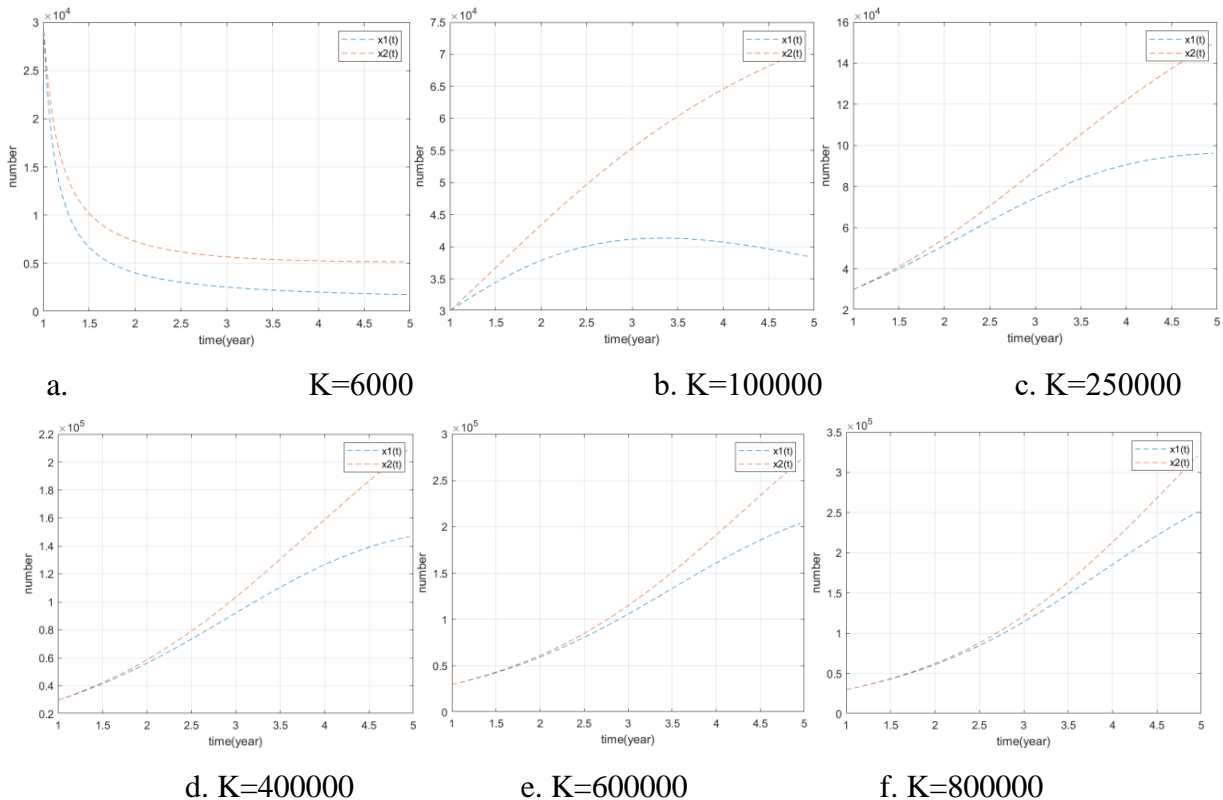 ×10^4
3
2.5
2
1.5
1
0.5
0
number
1 1.5 2 2.5 3 3.5 4 4.5 5
time(year)
x1(t)
x2(t)
×10^4
7.5
7
6.5
6
5.5
5
4.5
4
3.5
3
number
1 1.5 2 2.5 3 3.5 4 4.5 5
time(year)
x1(t)
x2(t)
×10^4
16
14
12
10
8
6
4
2
number
1 1.5 2 2.5 3 3.5 4 4.5 5
time(year)
x1(t)
x2(t)
a. K=6000
b. K=100000
c. K=250000
×10^5
2.2
2
1.8
1.6
1.4
1.2
1
0.8
0.6
0.4
0.2
number
1 1.5 2 2.5 3 3.5 4 4.5 5
time(year)
x1(t)
x2(t)
×10^5
3
2.5
2
1.5
1
0.5
0
number
1 1.5 2 2.5 3 3.5 4 4.5 5
time(year)
x1(t)
x2(t)
×10^5
3.5
3
2.5
2
1.5
1
0.5
0
number
1 1.5 2 2.5 3 3.5 4 4.5 5
time(year)
x1(t)
x2(t)
d. K=400000
e. K=600000
f. K=800000